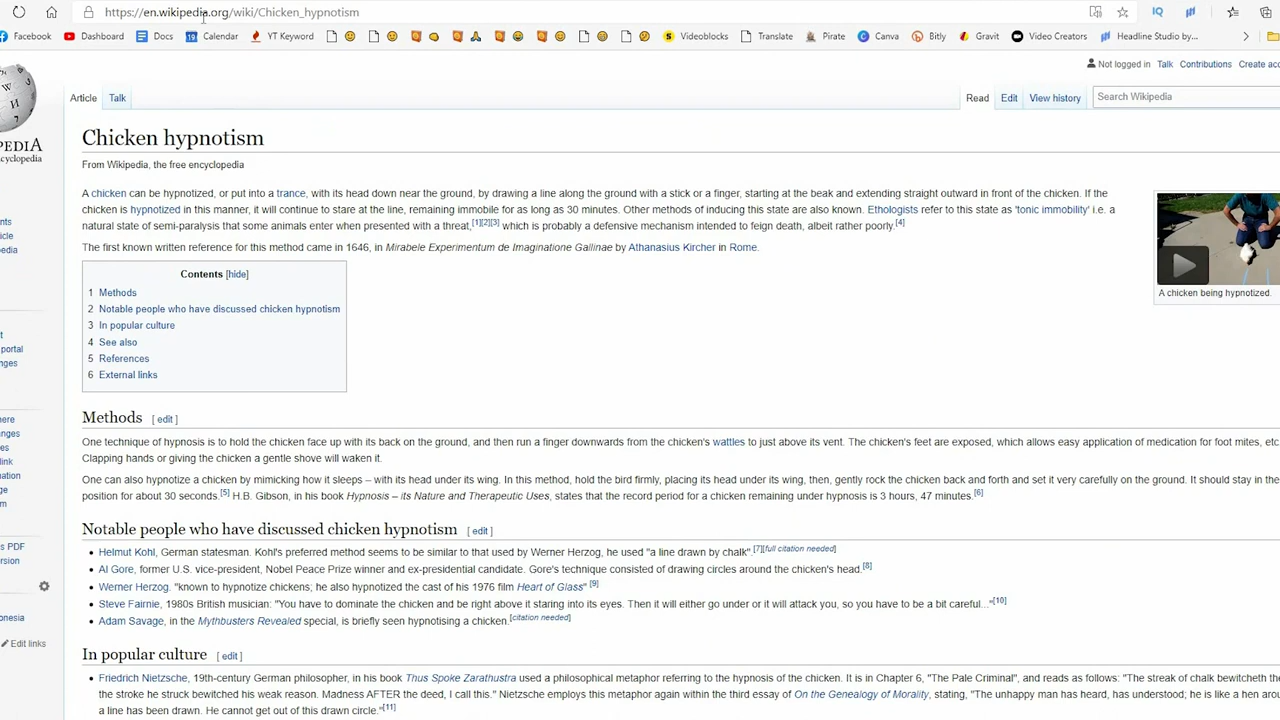 https://en.wikipedia.org/wiki/Chicken_hypnotism
Facebook Dashboard Docs 19 Calendar YT Keyword S Videoblocks Translate Pirate C Canva Bitly Gravit Video Creators Headline Studio by...
Not logged in Talk Contributions Create acc
Article Talk Read Edit View history Search Wikipedia
PEDIA
cyclopedia
Chicken hypnotism
From Wikipedia, the free encyclopedia
A chicken can be hypnotized, or put into a trance, with its head down near the ground, by drawing a line along the ground with a stick or a finger, starting at the beak and extending straight outward in front of the chicken. If the
chicken is hypnotized in this manner, it will continue to stare at the line, remaining immobile for as long as 30 minutes. Other methods of inducing this state are also known. Ethologists refer to this state as 'tonic immobility' i.e. a
natural state of semi-paralysis that some animals enter when presented with a threat,[1][2][3] which is probably a defensive mechanism intended to feign death, albeit rather poorly.[4]
The first known written reference for this method came in 1646, in Mirabele Experimentum de Imaginatione Gallinae by Athanasius Kircher in Rome.
A chicken being hypnotized.
Contents [hide]
1 Methods
2 Notable people who have discussed chicken hypnotism
3 In popular culture
4 See also
5 References
6 External links
nts
rticle
pedia
rt
portal
nges
here
anges
es
link
mation
ge
m
s PDF
ersion
onesia
Edit links
Methods [ edit ]
One technique of hypnosis is to hold the chicken face up with its back on the ground, and then run a finger downwards from the chicken's wattles to just above its vent. The chicken's feet are exposed, which allows easy application of medication for foot mites, etc
Clapping hands or giving the chicken a gentle shove will waken it.
One can also hypnotize a chicken by mimicking how it sleeps – with its head under its wing. In this method, hold the bird firmly, placing its head under its wing, then, gently rock the chicken back and forth and set it very carefully on the ground. It should stay in the
position for about 30 seconds.[5] H.B. Gibson, in his book Hypnosis – its Nature and Therapeutic Uses, states that the record period for a chicken remaining under hypnosis is 3 hours, 47 minutes.[6]
Notable people who have discussed chicken hypnotism [ edit ]
• Helmut Kohl, German statesman. Kohl's preferred method seems to be similar to that used by Werner Herzog, he used "a line drawn by chalk".[7][full citation needed]
• Al Gore, former U.S. vice-president, Nobel Peace Prize winner and ex-presidential candidate. Gore's technique consisted of drawing circles around the chicken's head.[8]
• Werner Herzog. "known to hypnotize chickens; he also hypnotized the cast of his 1976 film Heart of Glass" [9]
• Steve Fairnie, 1980s British musician: "You have to dominate the chicken and be right above it staring into its eyes. Then it will either go under or it will attack you, so you have to be a bit careful..."[10]
• Adam Savage, in the Mythbusters Revealed special, is briefly seen hypnotising a chicken.[citation needed]
In popular culture [ edit ]
• Friedrich Nietzsche, 19th-century German philosopher, in his book Thus Spoke Zarathustra used a philosophical metaphor referring to the hypnosis of the chicken. It is in Chapter 6, "The Pale Criminal", and reads as follows: "The streak of chalk bewitcheth the
the stroke he struck bewitched his weak reason. Madness AFTER the deed, I call this." Nietzsche employs this metaphor again within the third essay of On the Genealogy of Morality, stating, "The unhappy man has heard, has understood; he is like a hen arou
a line has been drawn. He cannot get out of this drawn circle."[11]